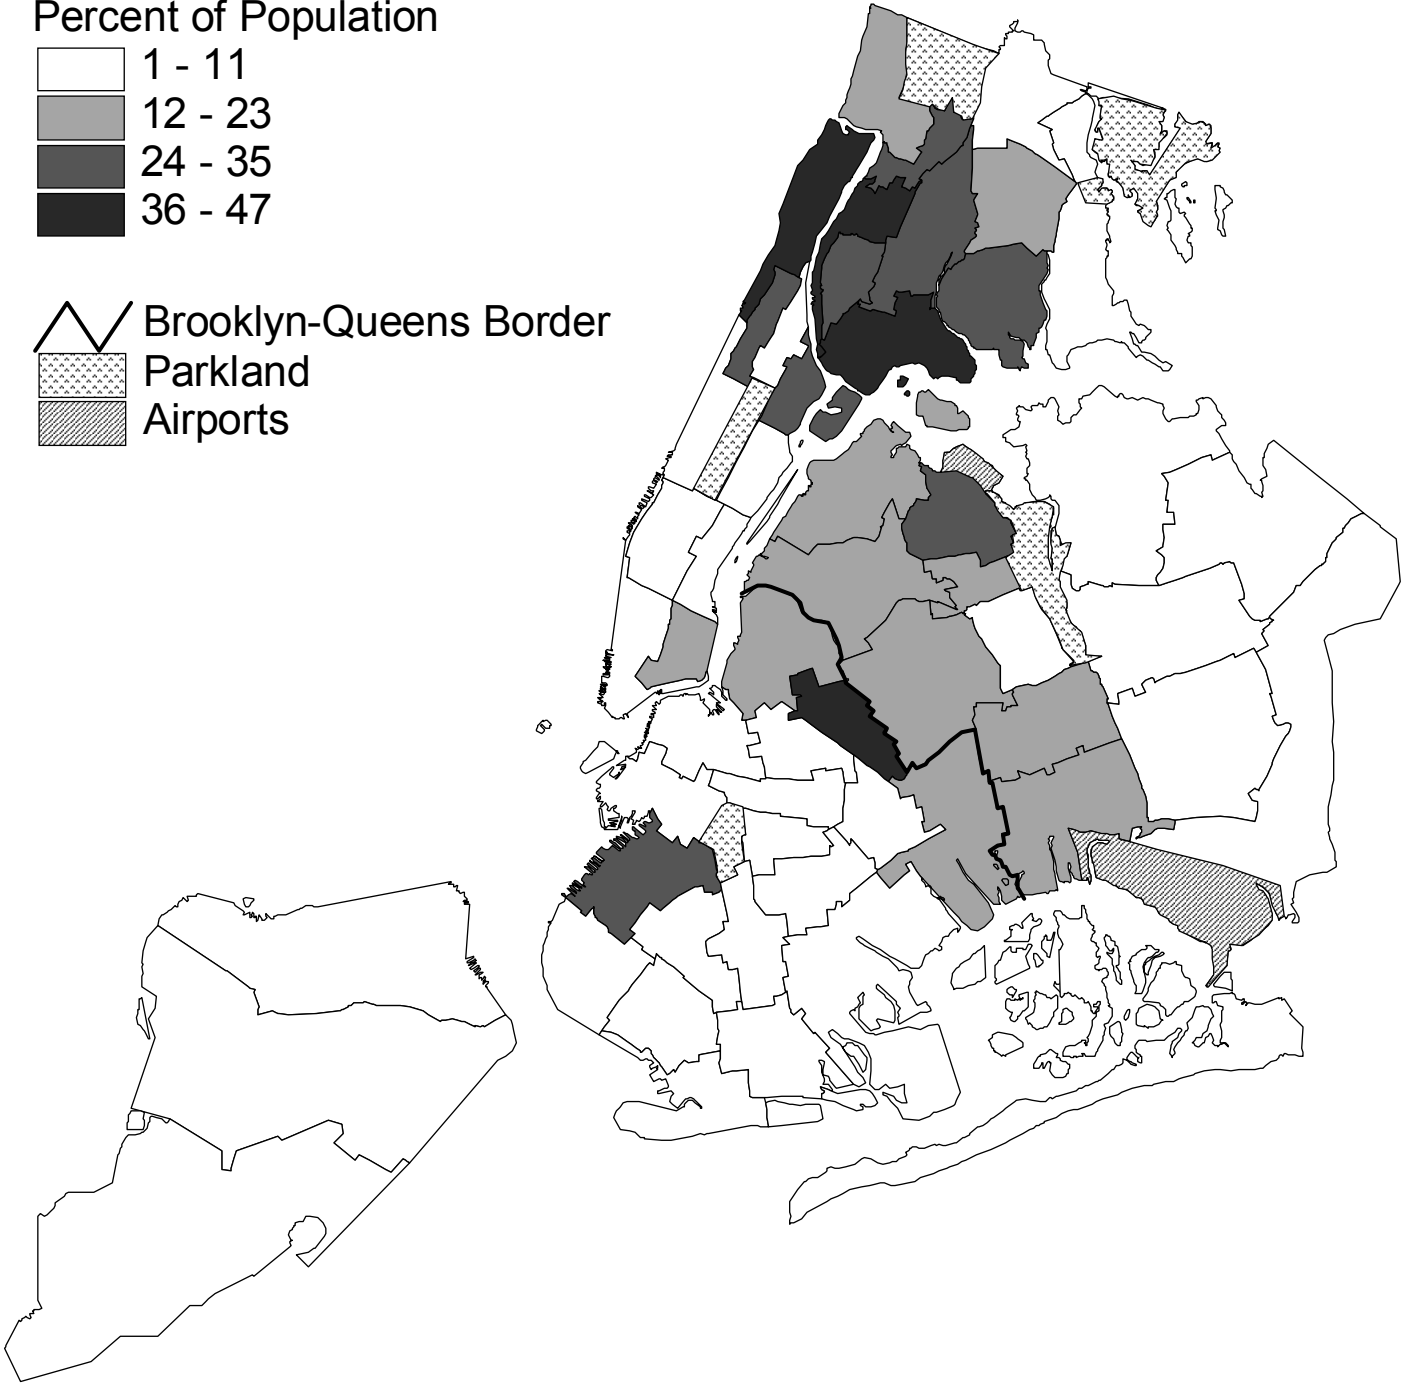 Percent of Population
1 - 11
12 - 23
24 - 35
36 - 47
Brooklyn-Queens Border
Parkland
Airports